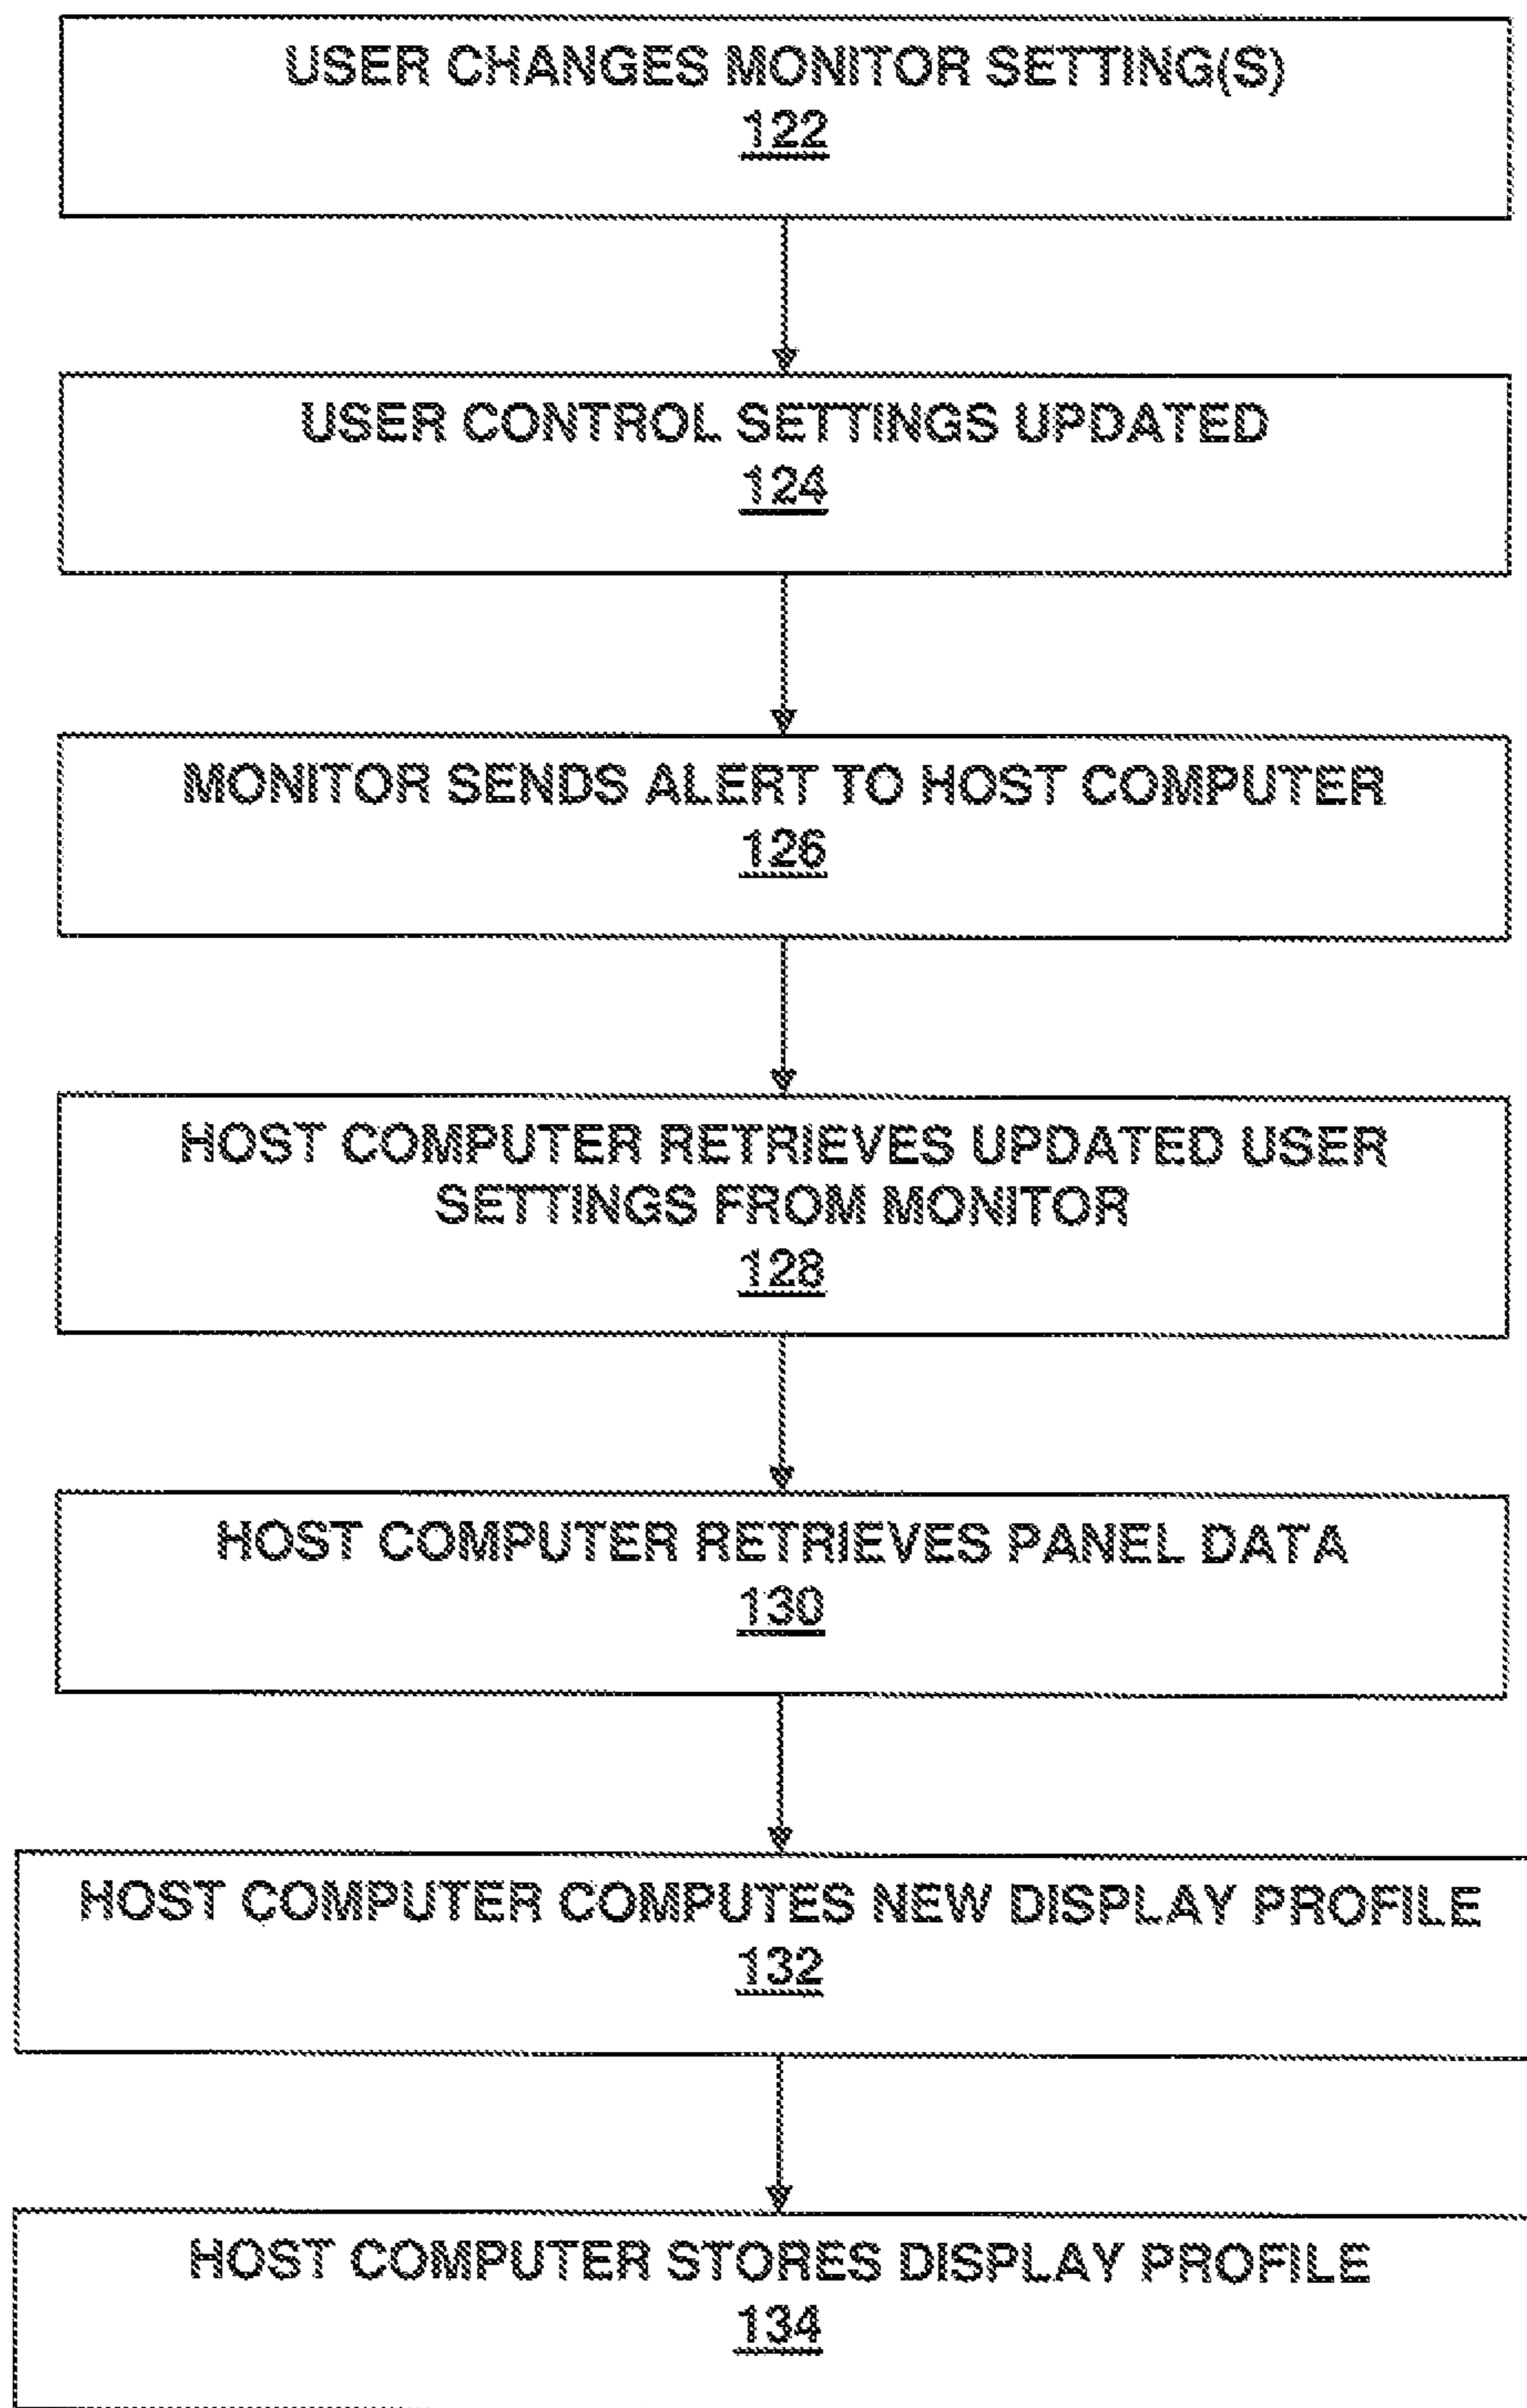 USER CHANGES MONITOR SETTING(S)
122
USER CONTROL SETTINGS UPDATED
124
MONITOR SENDS ALERT TO HOST COMPUTER
126
HOST COMPUTER RETRIEVES UPDATED USER
SETTINGS FROM MONITOR
128
HOST COMPUTER RETRIEVES PANEL DATA
130
HOST COMPUTER COMPUTES NEW DISPLAY PROFILE
132
HOST COMPUTER STORES DISPLAY PROFILE
134